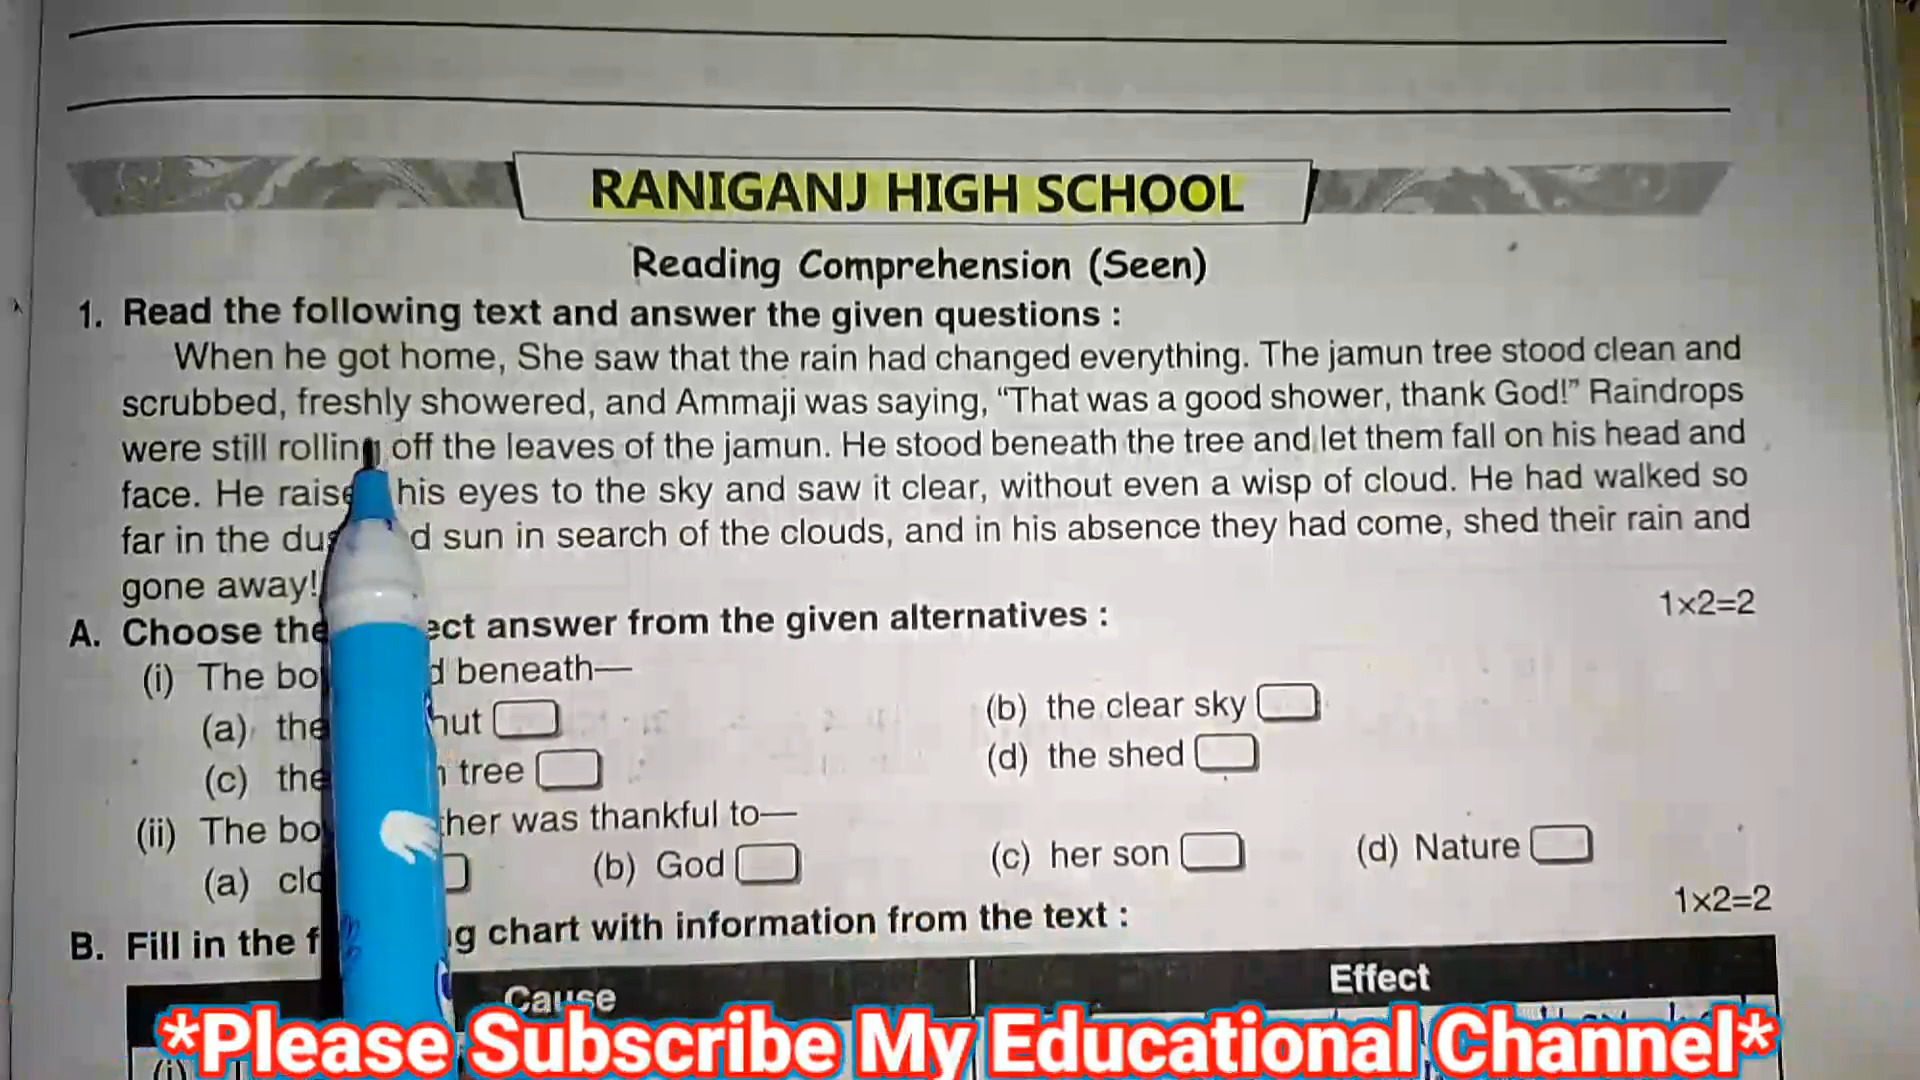 RANIGANJ HIGH SCHOOL
Reading Comprehension (Seen)
1. Read the following text and answer the given questions :
When he got home, She saw that the rain had changed everything. The jamun tree stood clean and
scrubbed, freshly showered, and Ammaji was saying, “That was a good shower, thank God!” Raindrops
were still rolling off the leaves of the jamun. He stood beneath the tree and let them fall on his head and
face. He raise his eyes to the sky and saw it clear, without even a wisp of cloud. He had walked so
far in the sun in search of the clouds, and in his absence they had come, shed their rain and
gone away!
1×2=2
A. Choose the answer from the given alternatives :
(i) The beneath—
(a) the (b) the clear sky
(c) the tree (d) the shed
(ii) The was thankful to—
(a) (b) God (c) her son (d) Nature
1×2=2
B. Fill in the chart with information from the text :
Cause Effect
(i)
*Please Subscribe My Educational Channel*